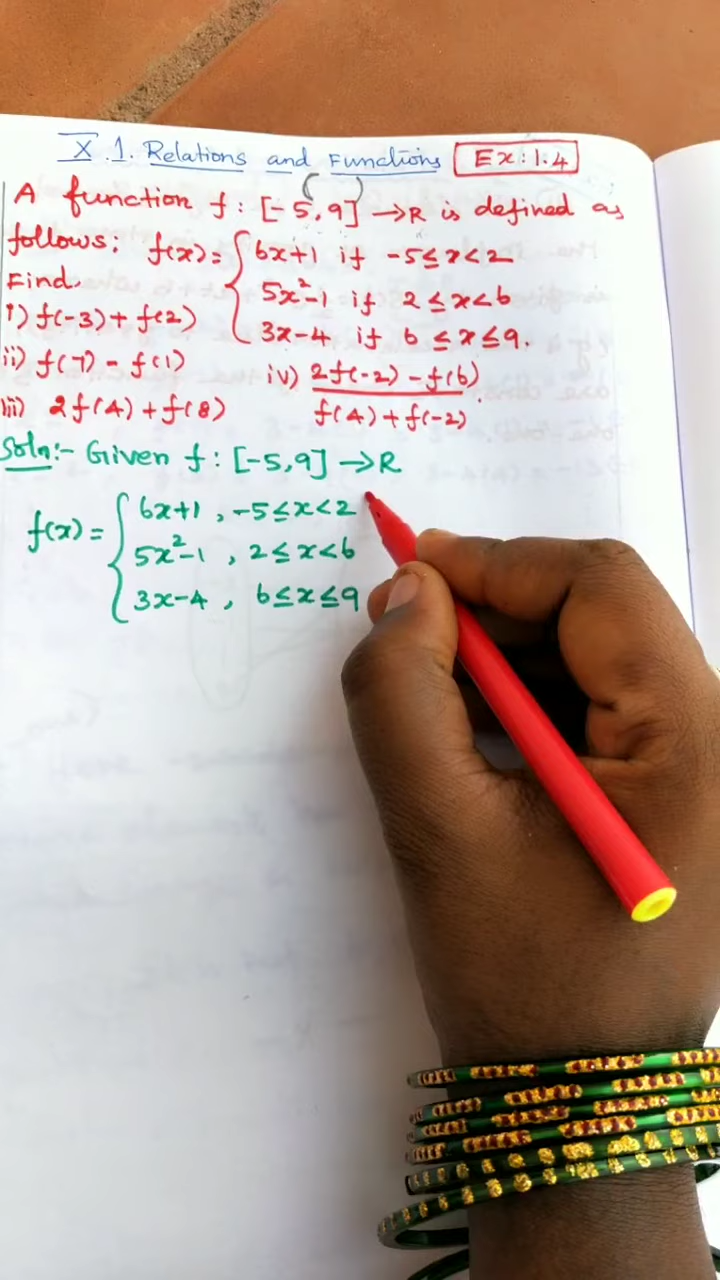 X .1. Relations and Functions Ex: 1.4
A function f : [-5, 9] → R is defined as
follows: f(x) = { 6x+1 if -5≤x<2
Find, 5x²-1 if 2≤x<6
i) f(-3) + f(2) 3x-4 if 6≤x≤9.
ii) f(7) - f(1) iv) 2f(-2) - f(6)
iii) 2f(4) + f(8) f(4) + f(-2) .
Soln:- Given f : [-5,9] → R
f(x) = { 6x+1 , -5≤x<2
5x²-1 , 2≤x<6
3x-4 , 6≤x≤9